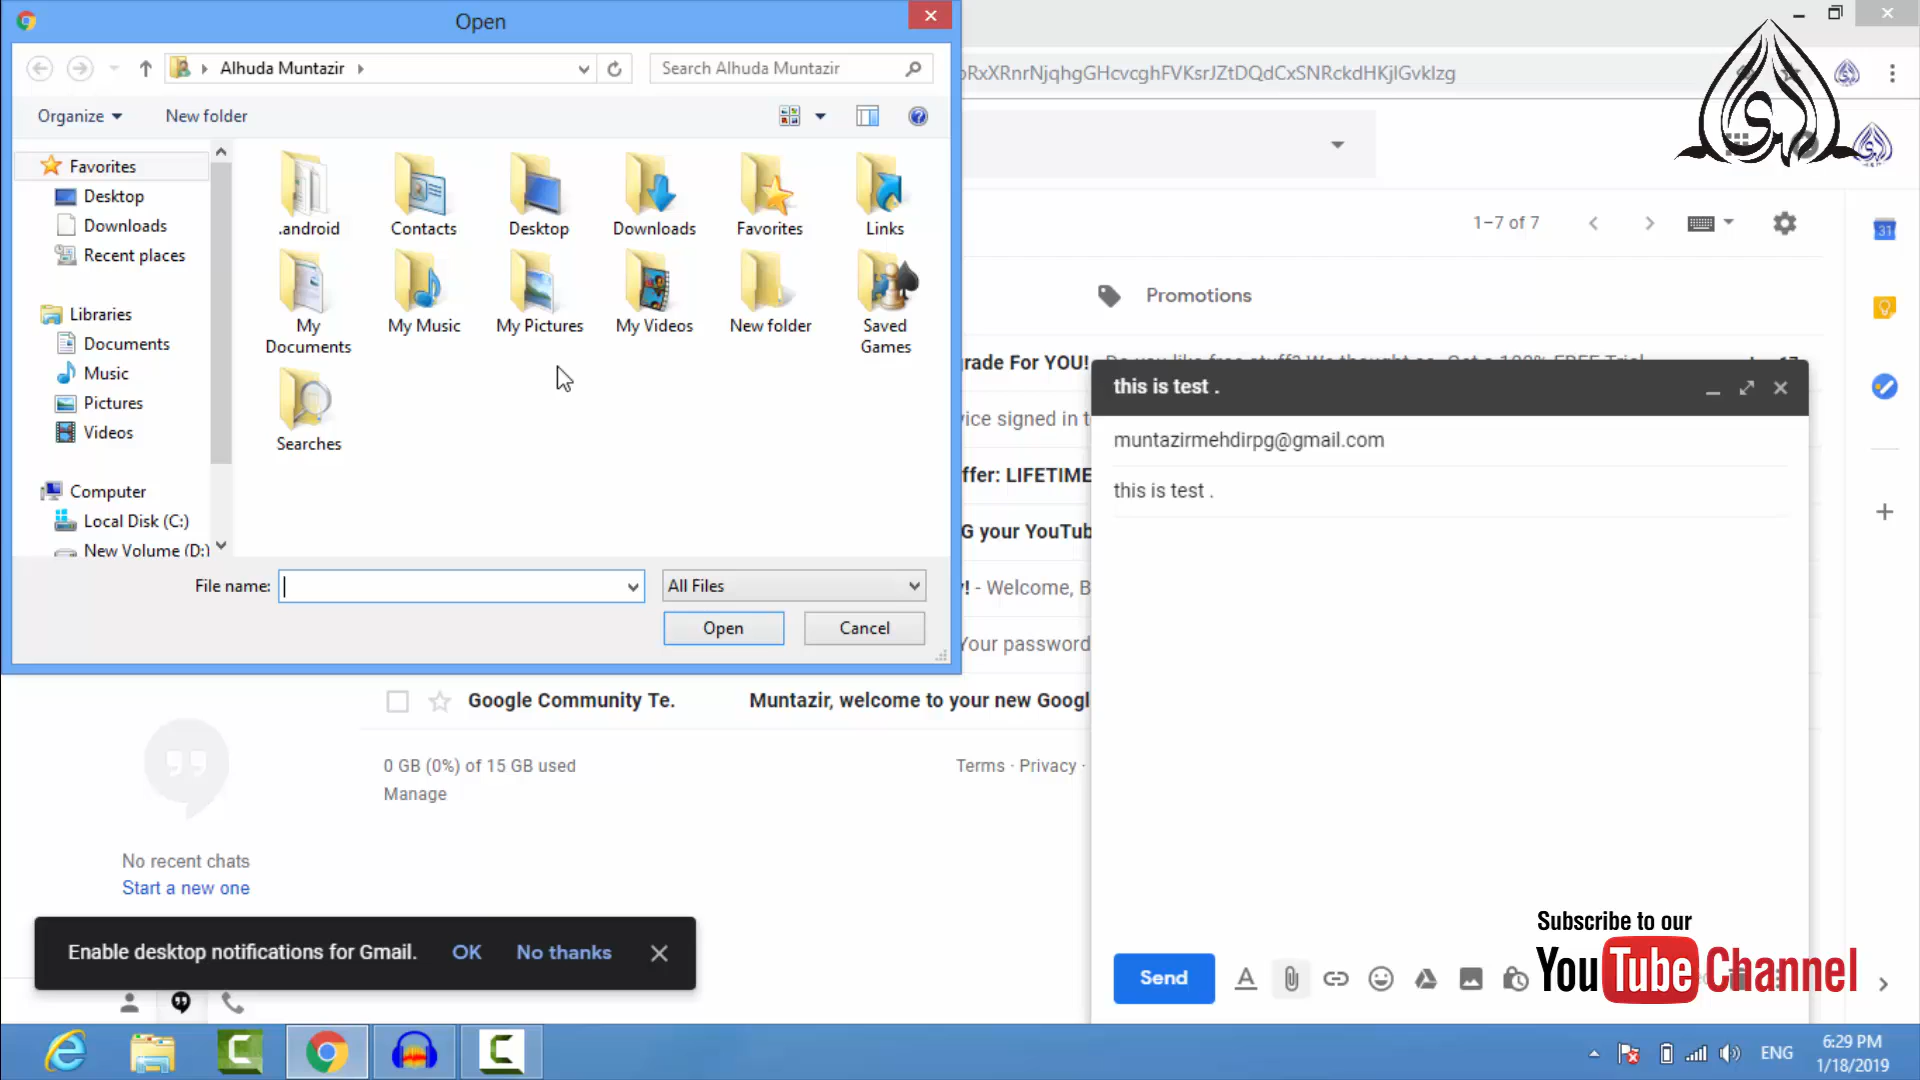 Open
Alhuda Muntazir
Search Alhuda Muntazir
Organize
New folder
Favorites
Desktop
Downloads
Recent places
Libraries
Documents
Music
Pictures
Videos
Computer
Local Disk (C:)
New Volume (D:)
.android
Contacts
Desktop
Downloads
Favorites
Links
My Documents
My Music
My Pictures
My Videos
New folder
Saved Games
Searches
File name:
All Files
Open
Cancel
RxXRnrNjqhgGHcvcghFVKsrJZtDQdCxSNRckdHKjlGvklzg
1–7 of 7
31
Promotions
grade For YOU!
vice signed in t
ffer: LIFETIME
G your YouTub
! - Welcome, B
Your password
Google Community Te.
Muntazir, welcome to your new Googl
0 GB (0%) of 15 GB used
Manage
Terms · Privacy ·
this is test .
muntazirmehdirpg@gmail.com
this is test .
Send
No recent chats
Start a new one
Enable desktop notifications for Gmail.
OK
No thanks
Subscribe to our
YouTube Channel
ENG
6:29 PM
1/18/2019